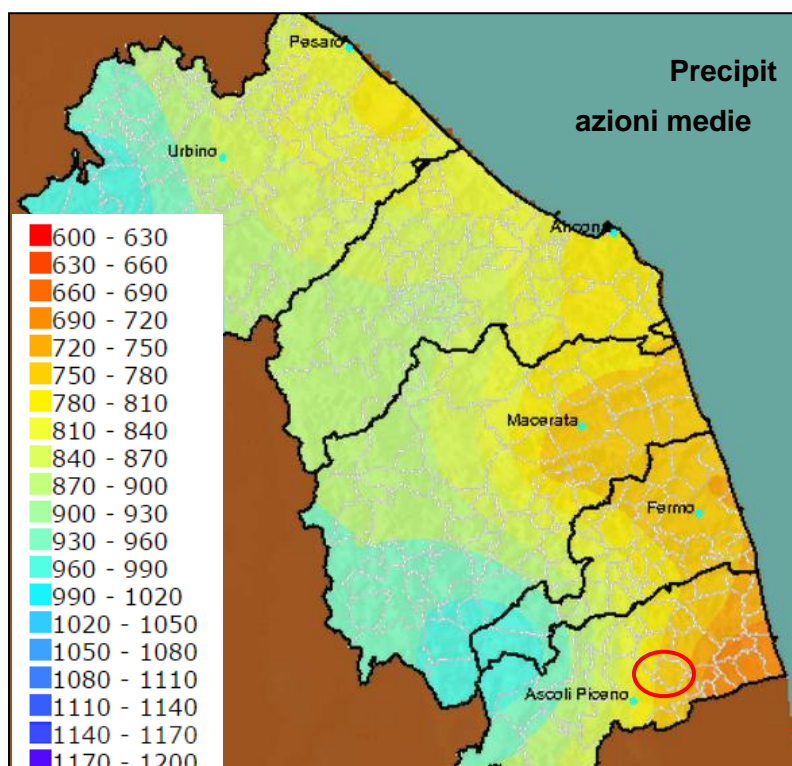 Precipit
azioni medie
Pesaro
Urbino
Ancona
Macerata
Fermo
Ascoli Piceno
600 - 630
630 - 660
660 - 690
690 - 720
720 - 750
750 - 780
780 - 810
810 - 840
840 - 870
870 - 900
900 - 930
930 - 960
960 - 990
990 - 1020
1020 - 1050
1050 - 1080
1080 - 1110
1110 - 1140
1140 - 1170
1170 - 1200